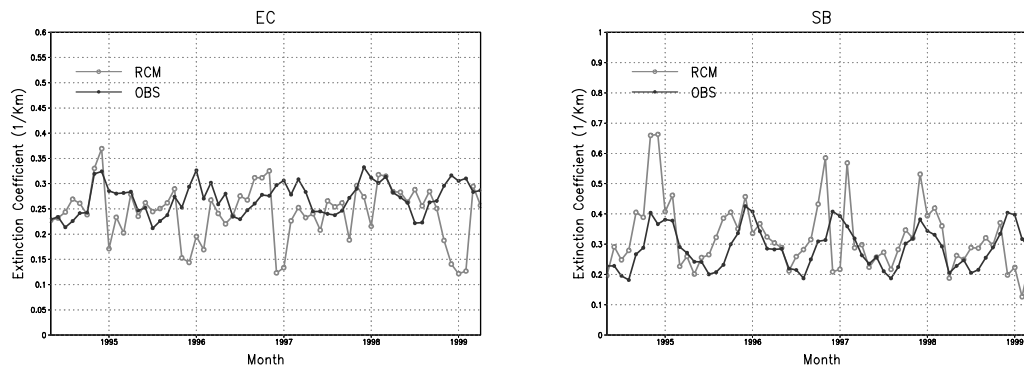 EC
0.6
0.55
0.5
0.45
0.4
0.35
0.3
0.25
0.2
0.15
0.1
0.05
0
Extinction Coefficient (1/Km)
RCM
OBS
1995 1996 1997 1998 1999
Month
SB
1
0.9
0.8
0.7
0.6
0.5
0.4
0.3
0.2
0.1
0
Extinction Coefficient (1/Km)
RCM
OBS
1995 1996 1997 1998 1999
Month